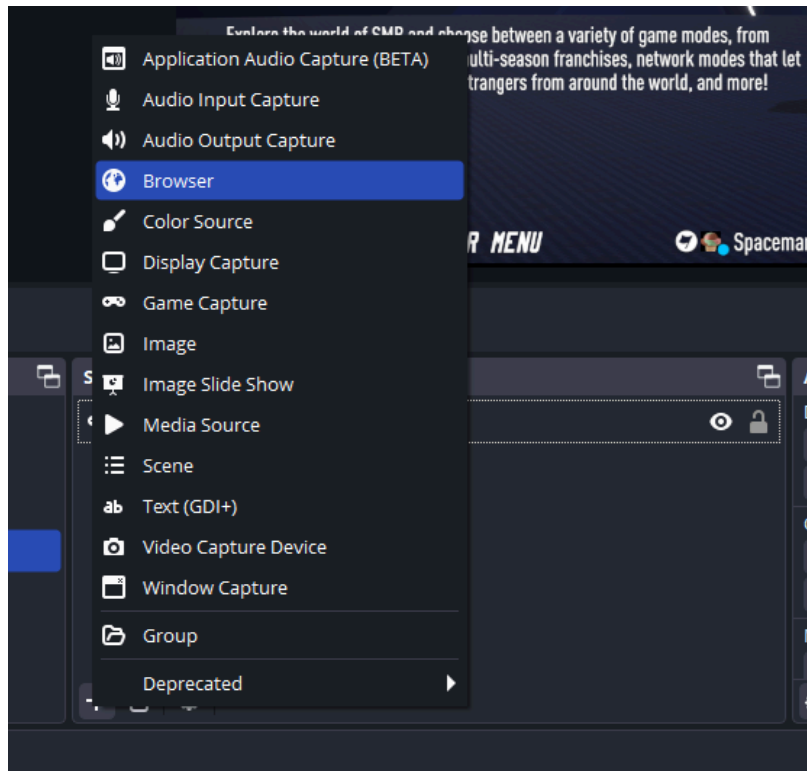 Explore the world of SMB and choose between a variety of game modes, from
ulti-season franchises, network modes that let
trangers from around the world, and more!
Application Audio Capture (BETA)
Audio Input Capture
Audio Output Capture
Browser
Color Source
Display Capture
R MENU
Spaceman
Game Capture
Image
Image Slide Show
S
Media Source
Scene
ab Text (GDI+)
Video Capture Device
Window Capture
Group
Deprecated